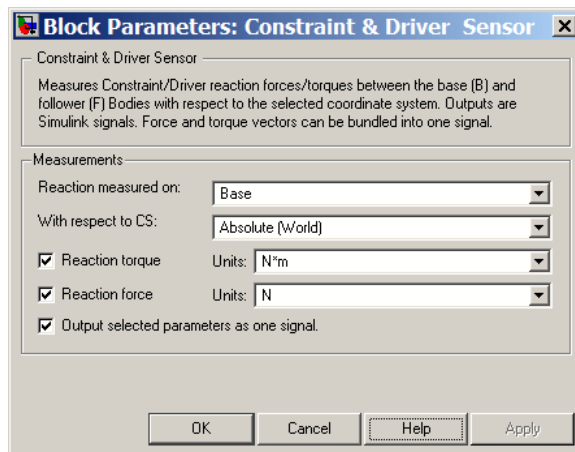 Block Parameters: Constraint & Driver Sensor
Constraint & Driver Sensor
Measures Constraint/Driver reaction forces/torques between the base (B) and
follower (F) Bodies with respect to the selected coordinate system. Outputs are
Simulink signals. Force and torque vectors can be bundled into one signal.
Measurements
Reaction measured on: Base
With respect to CS: Absolute (World)
Reaction torque Units: N*m
Reaction force Units: N
Output selected parameters as one signal.
OK Cancel Help Apply